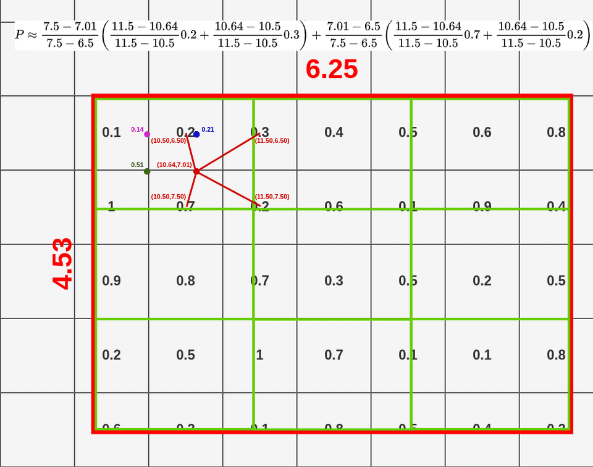 P ≈ \frac{7.5 − 7.01}{7.5 − 6.5} ( \frac{11.5 − 10.64}{11.5 − 10.5} 0.2 + \frac{10.64 − 10.5}{11.5 − 10.5} 0.3 ) + \frac{7.01 − 6.5}{7.5 − 6.5} ( \frac{11.5 − 10.64}{11.5 − 10.5} 0.7 + \frac{10.64 − 10.5}{11.5 − 10.5} 0.2 )
6.25
0.1 0.14 0.2 0.21 0.3 0.4 0.5 0.6 0.8
(10.50,6.50) (11.50,6.50)
0.51 (10.64,7.01)
(10.50,7.50) (11.50,7.50)
1 0.7 0.2 0.6 0.1 0.9 0.4
4.53
0.9 0.8 0.7 0.3 0.5 0.2 0.5
0.2 0.5 1 0.7 0.1 0.1 0.8